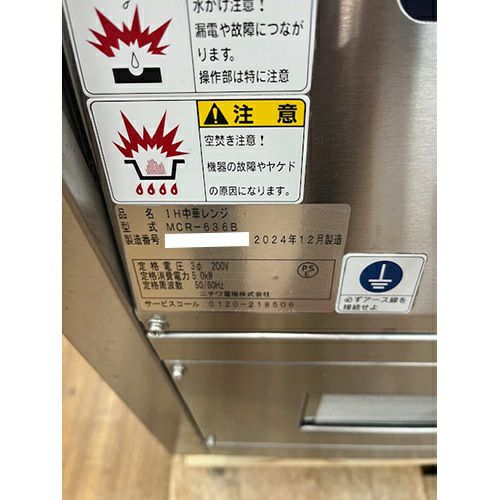 水かけ注意！
漏電や故障につなが
ります。
操作部は特に注意
注意
空焚き注意！
機器の故障やヤケド
の原因になります。
品名 IH中華レンジ
型式 MCR-636B
製造番号 2024年12月製造
定格電圧 3φ 200V
定格消費電力 5.0kW
定格周波数 50/60Hz
PS
E
ニチワ電機株式会社
サービスコール 0120-218506
必ずアース線を
接続せよ